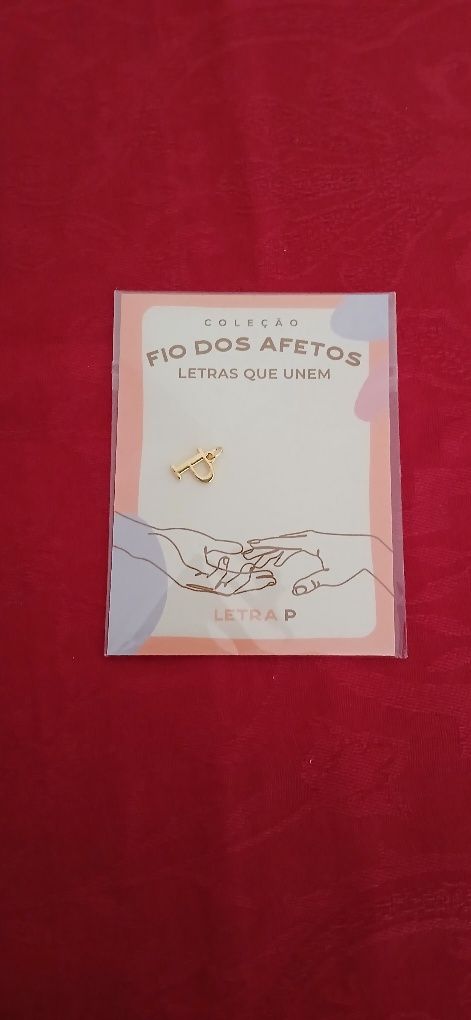 COLEÇÃO
FIO DOS AFETOS
LETRAS QUE UNEM
P
LETRA P